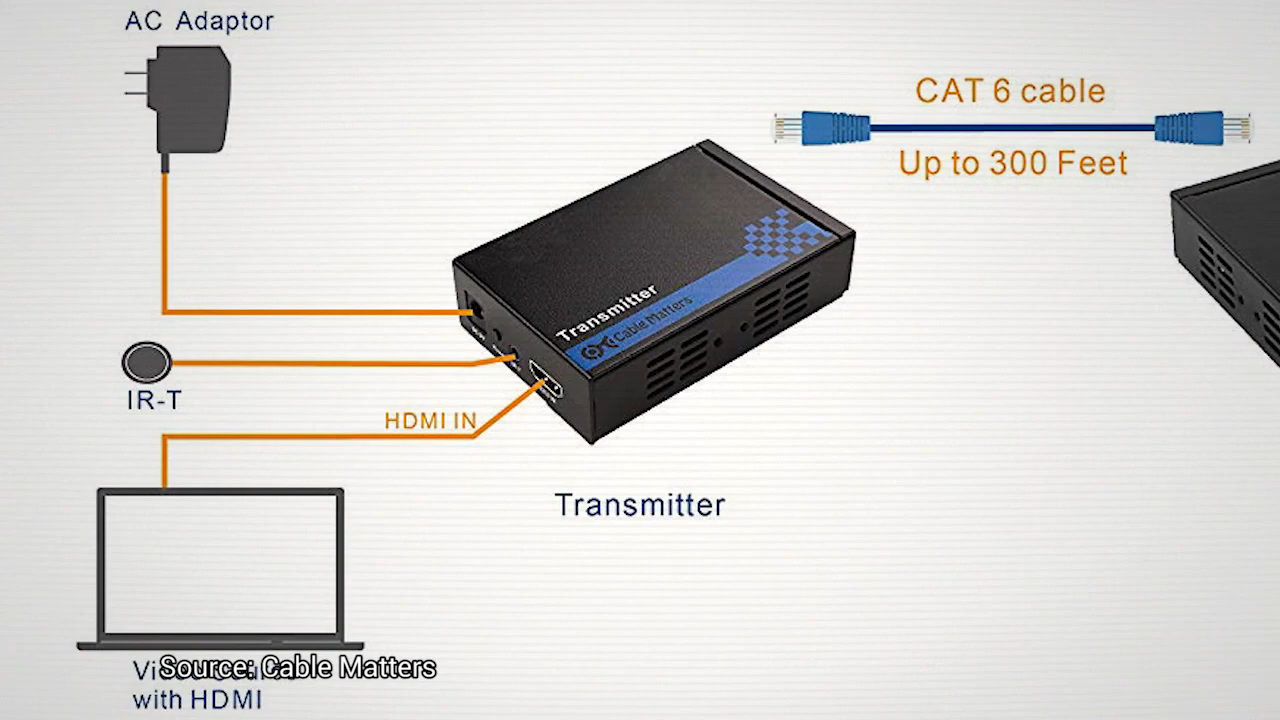 AC Adaptor
CAT 6 cable
Up to 300 Feet
Transmitter
Cable Matters
IR-T
HDMI IN
Transmitter
Source: Cable Matters
with HDMI